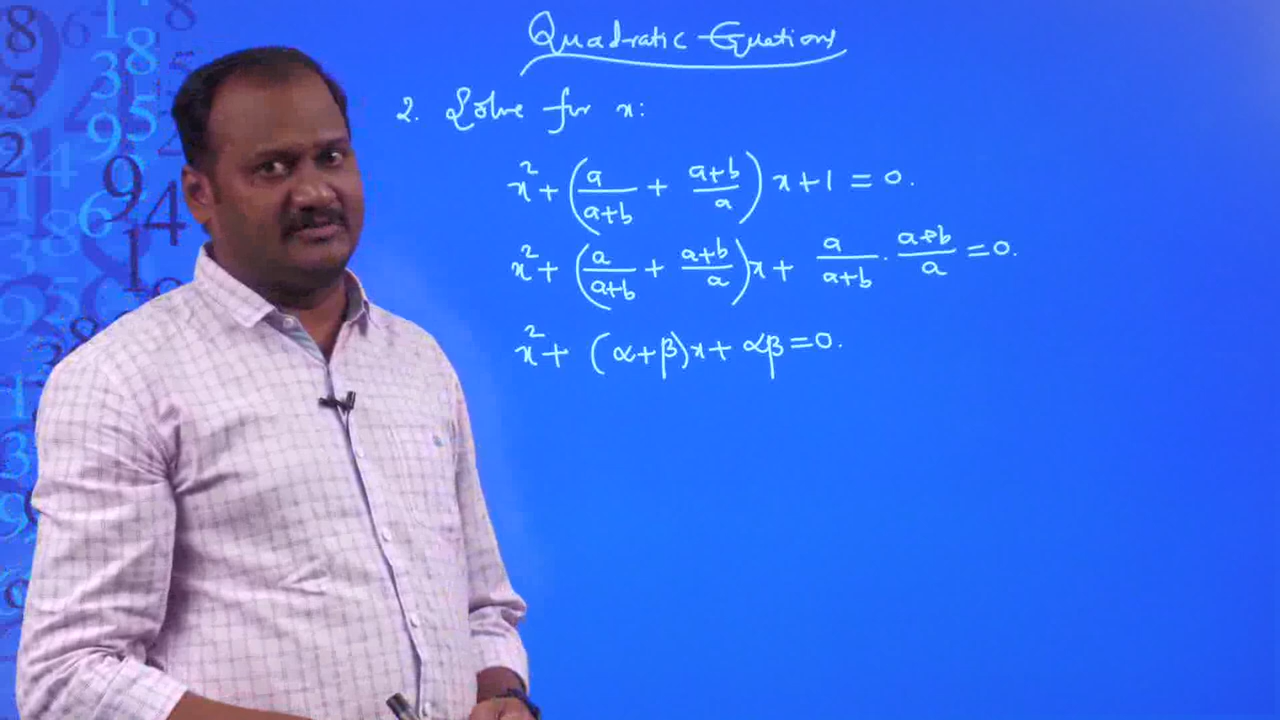 Quadratic Equations
2. Solve for x:
x² + (a/(a+b) + (a+b)/a) x + 1 = 0.
x² + (a/(a+b) + (a+b)/a) x + a/(a+b) · (a+b)/a = 0.
x² + (α+β)x + αβ = 0.